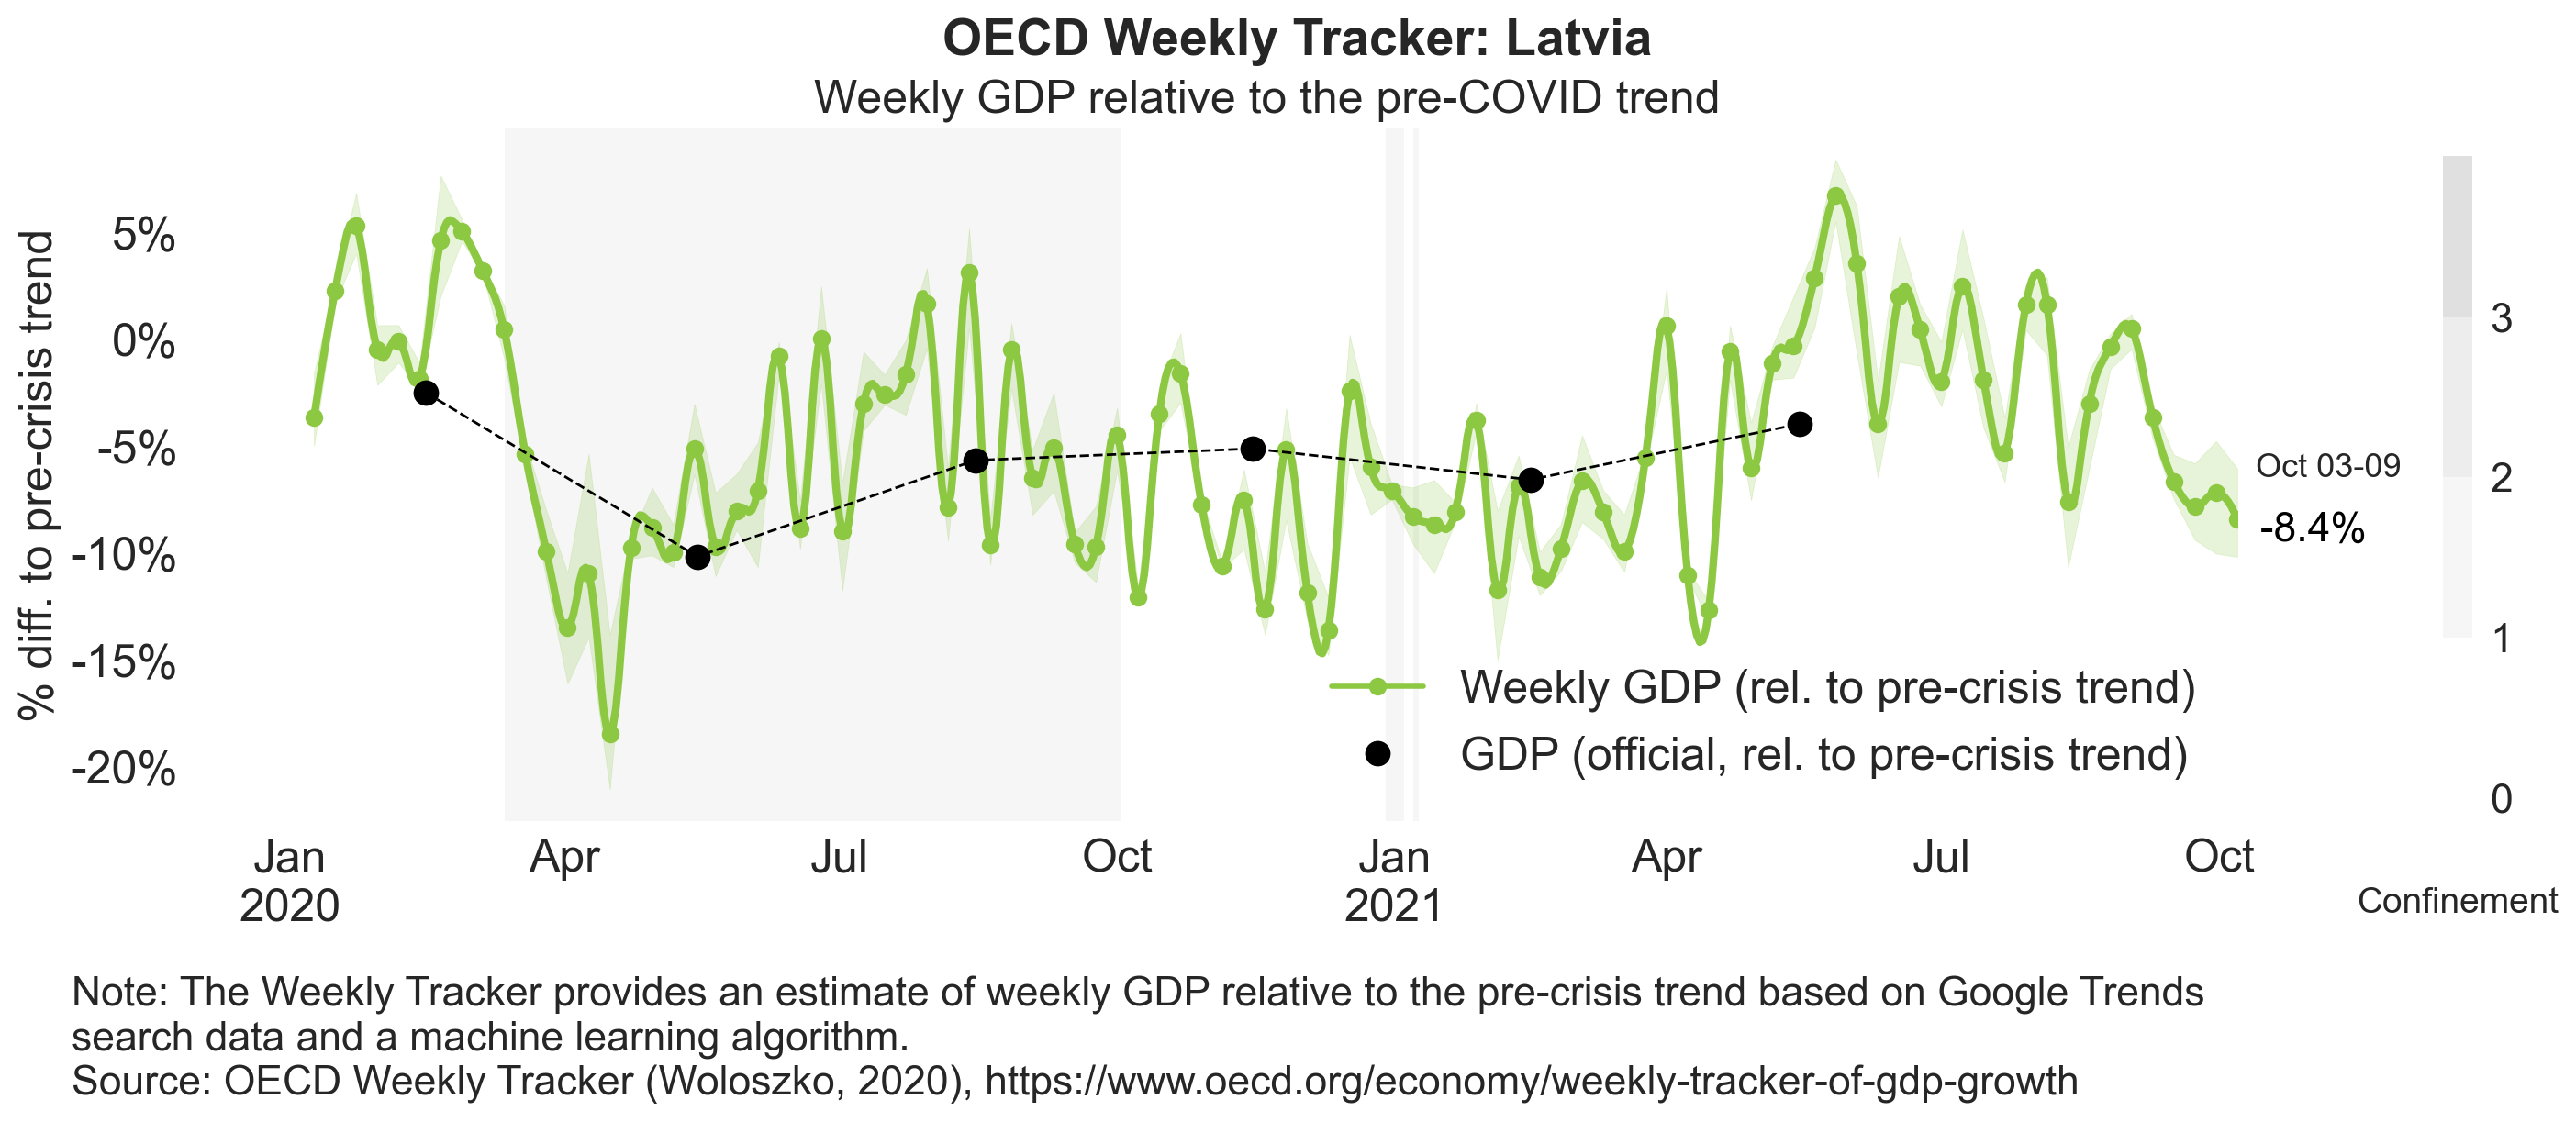 OECD Weekly Tracker: Latvia
Weekly GDP relative to the pre-COVID trend
% diff. to pre-crisis trend
5%
0%
-5%
-10%
-15%
-20%
Oct 03-09
-8.4%
Weekly GDP (rel. to pre-crisis trend)
GDP (official, rel. to pre-crisis trend)
3
2
1
0
Confinement
Jan Apr Jul Oct Jan Apr Jul Oct
2020 2021
Note: The Weekly Tracker provides an estimate of weekly GDP relative to the pre-crisis trend based on Google Trends
search data and a machine learning algorithm.
Source: OECD Weekly Tracker (Woloszko, 2020), https://www.oecd.org/economy/weekly-tracker-of-gdp-growth